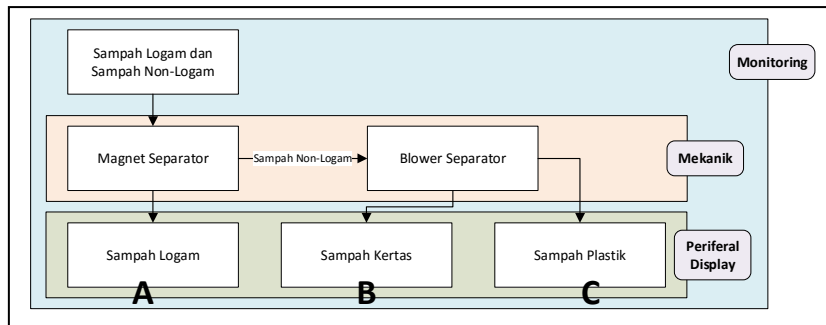 Sampah Logam dan
Sampah Non-Logam
Monitoring
Magnet Separator
Sampah Non-Logam
Blower Separator
Mekanik
Sampah Logam
Sampah Kertas
Sampah Plastik
Periferal
Display
A
B
C